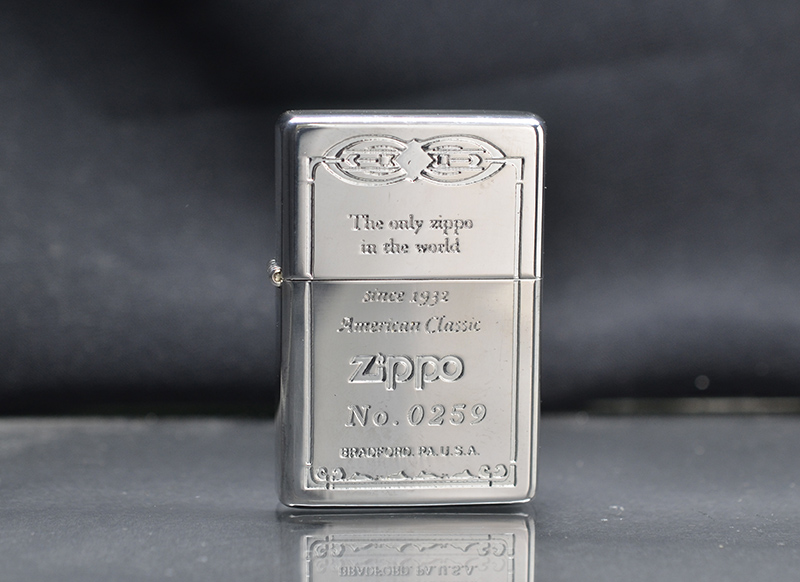 The only zippo
in the world
since 1932
American Classic
Zippo
No. 0259
BRADFORD, PA. U.S.A.